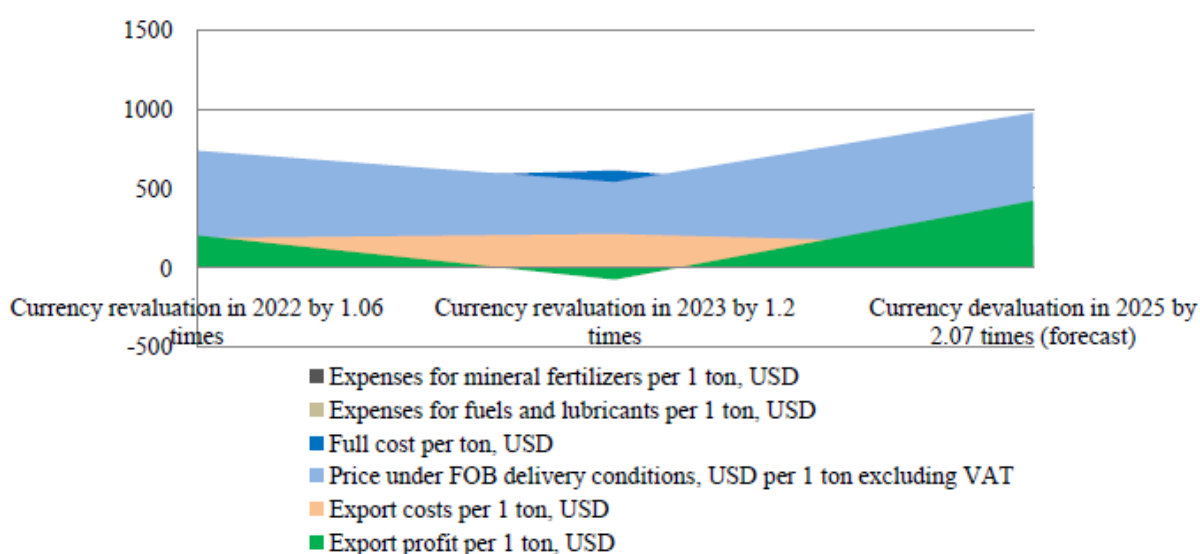 1500
1000
500
0
-500
Currency revaluation in 2022 by 1.06
times
Currency revaluation in 2023 by 1.2
times
Currency devaluation in 2025 by
2.07 times (forecast)
Expenses for mineral fertilizers per 1 ton, USD
Expenses for fuels and lubricants per 1 ton, USD
Full cost per ton, USD
Price under FOB delivery conditions, USD per 1 ton excluding VAT
Export costs per 1 ton, USD
Export profit per 1 ton, USD